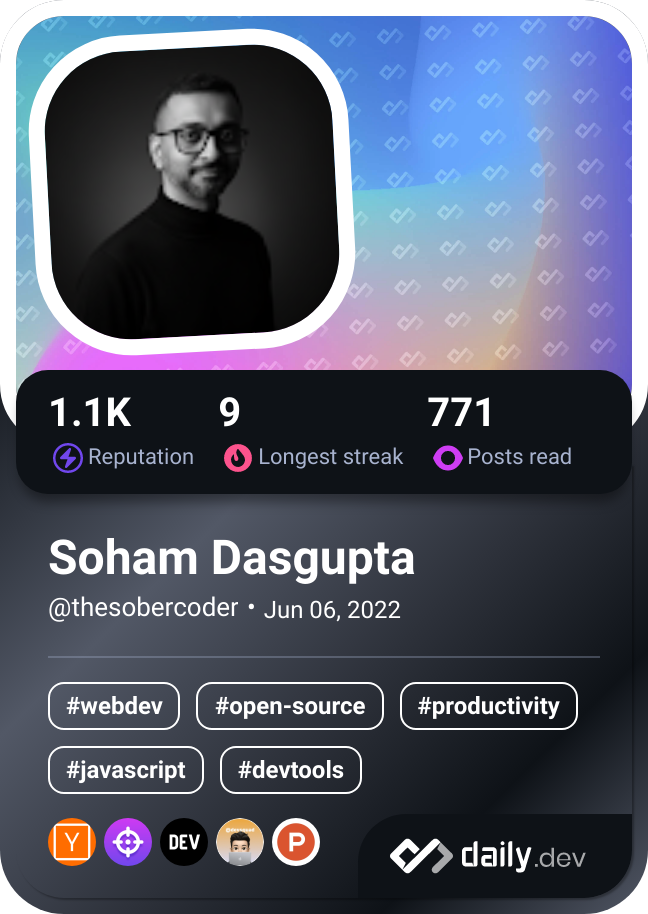 1.1K 9 771
Reputation Longest streak Posts read
Soham Dasgupta
@thesobercoder • Jun 06, 2022
#webdev #open-source #productivity
#javascript #devtools
Y DEV P
daily.dev